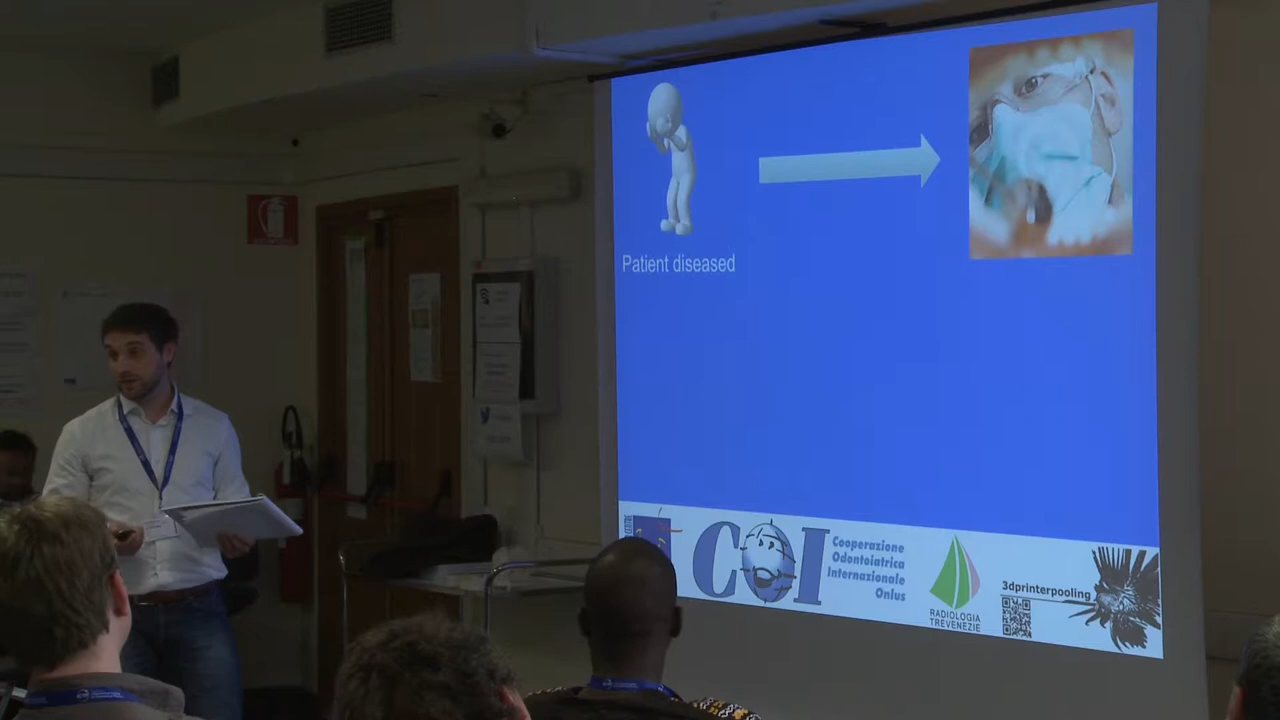 Patient diseased
COI
Cooperazione
Odontoiatrica
Internazionale
Onlus
RADIOLOGIA
TREVENEZIE
3dprinterpooling